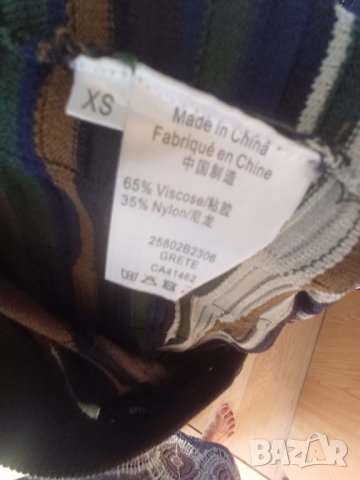 XS
Made in China
Fabriqué en Chine
中国制造
65% Viscose/粘胶
35% Nylon/尼龙
25802B2306
GRETE
CA41462
BAZAR